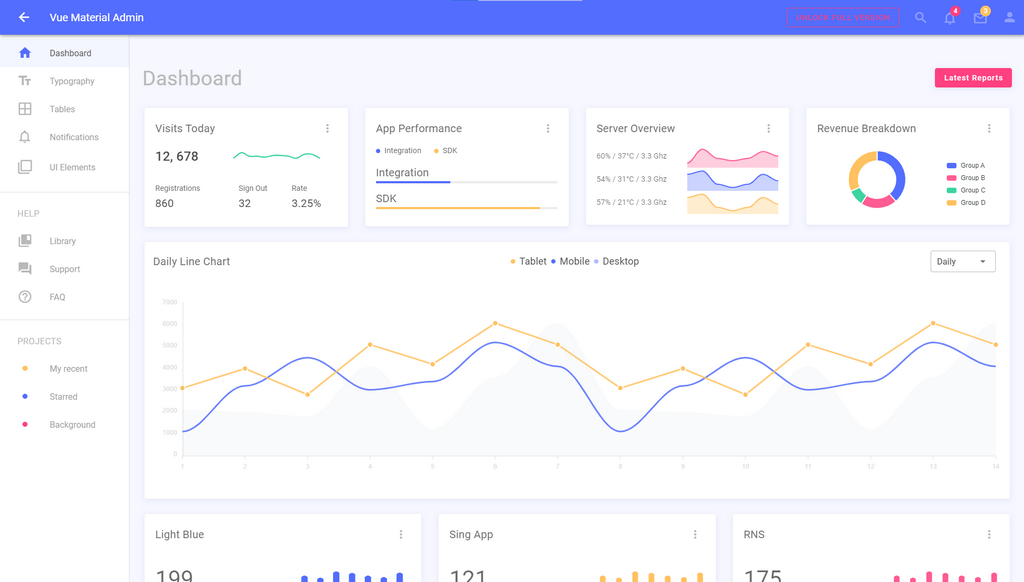 Vue Material Admin
UNLOCK FULL VERSION
4
3
Dashboard
Typography
Tables
Notifications
UI Elements
HELP
Library
Support
FAQ
PROJECTS
My recent
Starred
Background
Dashboard
Latest Reports
Visits Today
12, 678
Registrations Sign Out Rate
860 32 3.25%
App Performance
Integration SDK
Integration
SDK
Server Overview
60% / 37°C / 3.3 Ghz
54% / 31°C / 3.3 Ghz
57% / 21°C / 3.3 Ghz
Revenue Breakdown
Group A
Group B
Group C
Group D
Daily Line Chart
Tablet Mobile Desktop
Daily
7000
6000
5000
4000
3000
2000
1000
0
1 2 3 4 5 6 7 8 9 10 11 12 13 14
Light Blue
199
Sing App
121
RNS
175